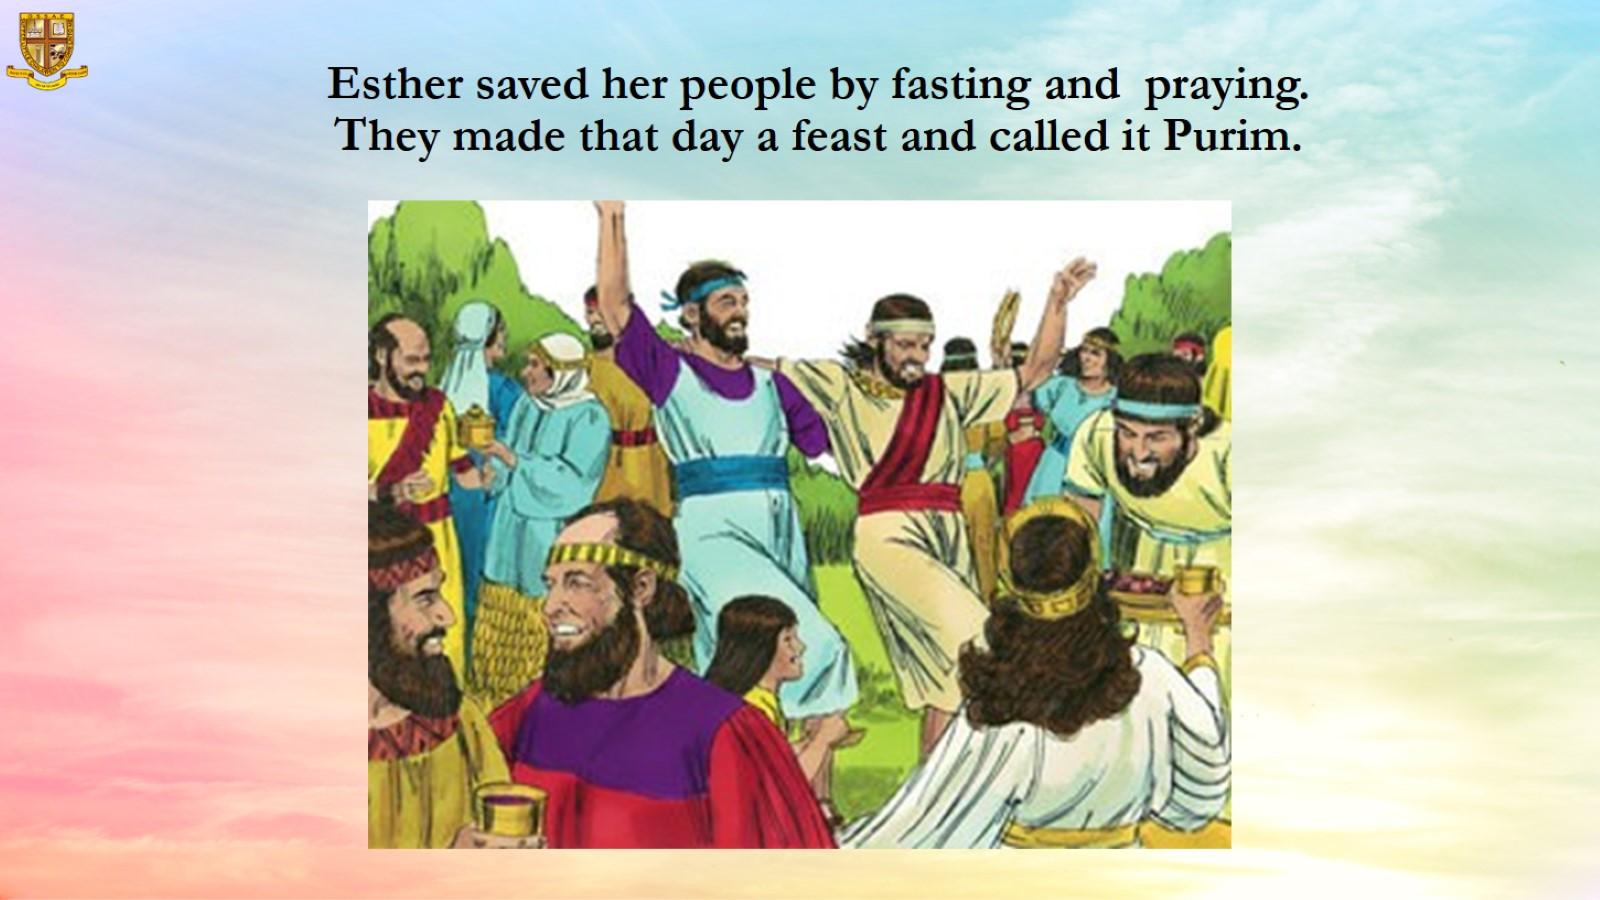 O.S.S.A.E.
Esther saved her people by fasting and  praying.
They made that day a feast and called it Purim.